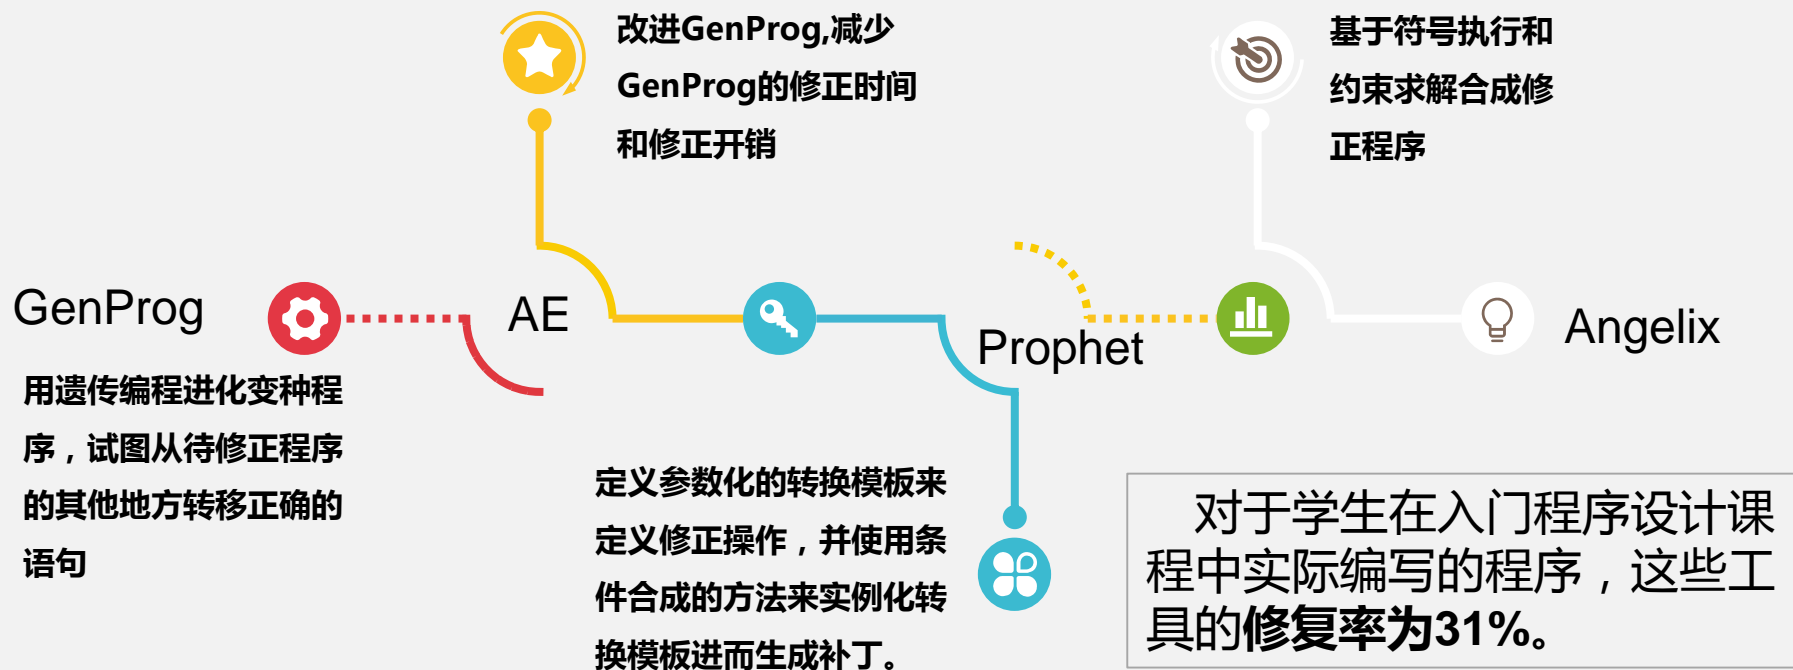 GenProg
用遗传编程进化变种程
序，试图从待修正程序
的其他地方转移正确的
语句
AE
改进GenProg,减少
GenProg的修正时间
和修正开销
Prophet
定义参数化的转换模板来
定义修正操作，并使用条
件合成的方法来实例化转
换模板进而生成补丁。
Angelix
基于符号执行和
约束求解合成修
正程序
对于学生在入门程序设计课
程中实际编写的程序，这些工
具的修复率为31%。